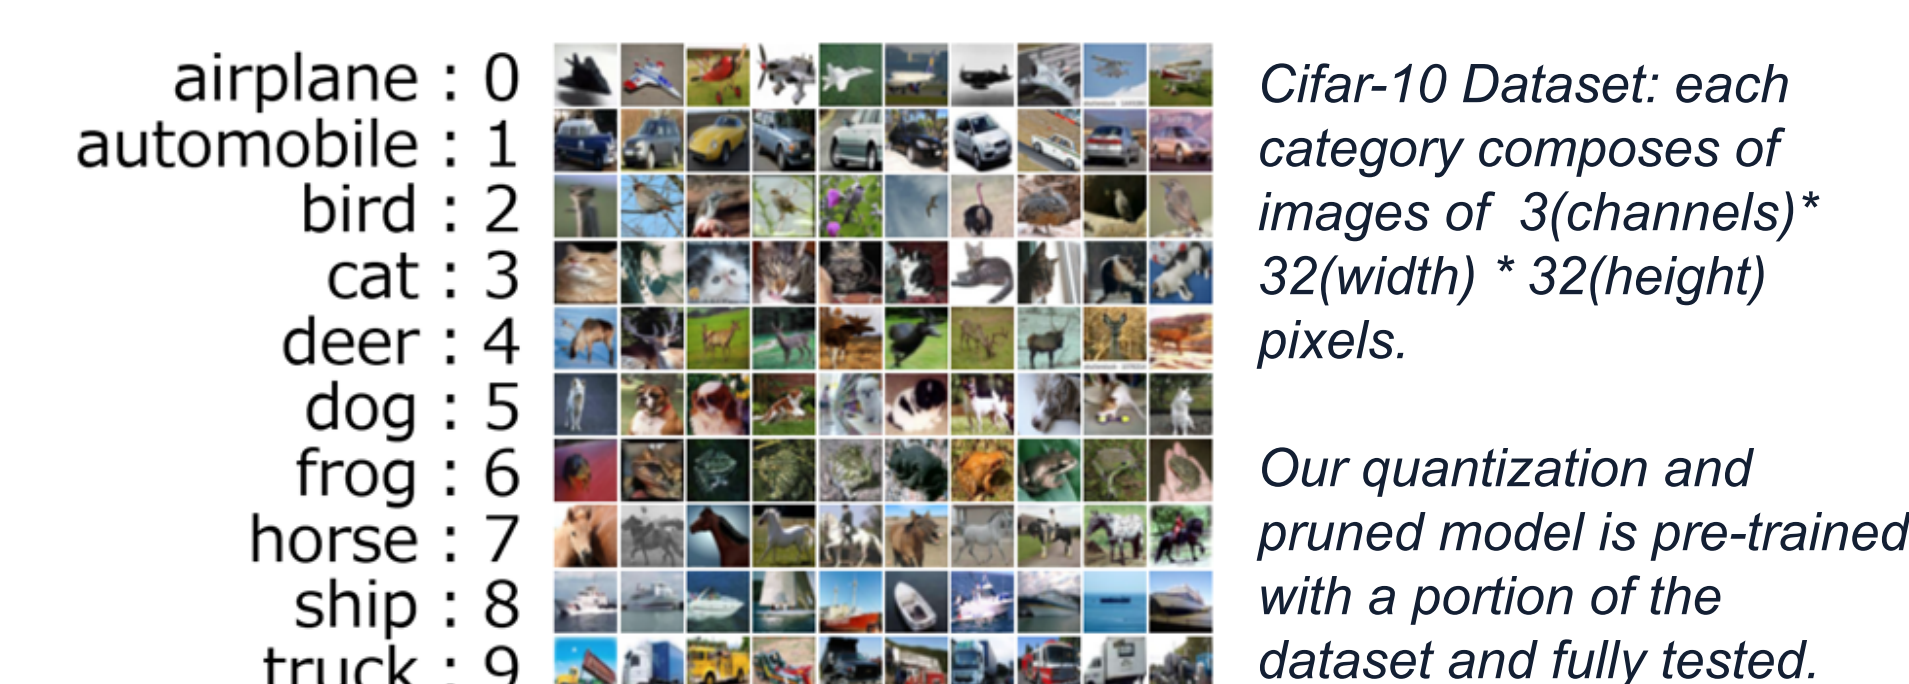 airplane : 0
automobile : 1
bird : 2
cat : 3
deer : 4
dog : 5
frog : 6
horse : 7
ship : 8
truck : 9
Cifar-10 Dataset: each
category composes of
images of 3(channels)*
32(width) * 32(height)
pixels.
Our quantization and
pruned model is pre-trained
with a portion of the
dataset and fully tested.